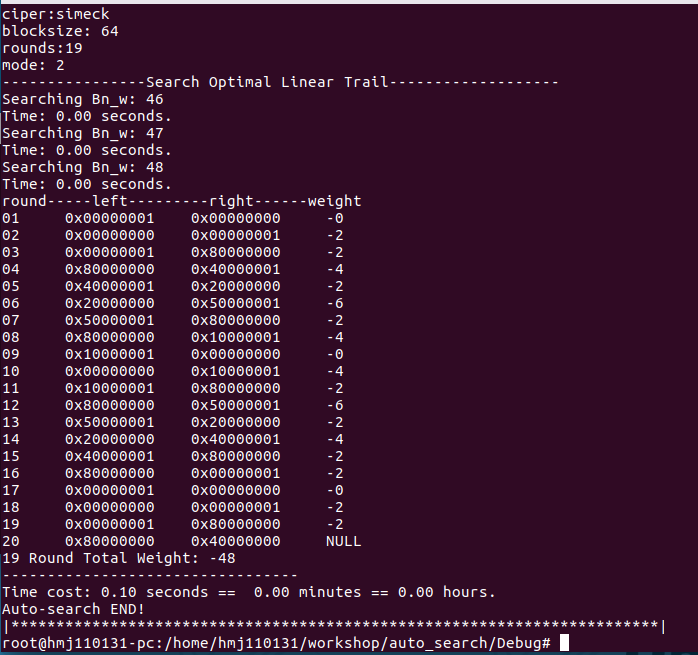 ciper:simeck
blocksize: 64
rounds:19
mode: 2
----------------Search Optimal Linear Trail-------------------
Searching Bn_w: 46
Time: 0.00 seconds.
Searching Bn_w: 47
Time: 0.00 seconds.
Searching Bn_w: 48
Time: 0.00 seconds.
round-----left---------right------weight
01     0x00000001    0x00000000     -0
02     0x00000000    0x00000001     -2
03     0x00000001    0x80000000     -2
04     0x80000000    0x40000001     -4
05     0x40000001    0x20000000     -2
06     0x20000000    0x50000001     -6
07     0x50000001    0x80000000     -2
08     0x80000000    0x10000001     -4
09     0x10000001    0x00000000     -0
10     0x00000000    0x10000001     -4
11     0x10000001    0x80000000     -2
12     0x80000000    0x50000001     -6
13     0x50000001    0x20000000     -2
14     0x20000000    0x40000001     -4
15     0x40000001    0x80000000     -2
16     0x80000000    0x00000001     -2
17     0x00000001    0x00000000     -0
18     0x00000000    0x00000001     -2
19     0x00000001    0x80000000     -2
20     0x80000000    0x40000000     NULL
19 Round Total Weight: -48
---------------------------------
Time cost: 0.10 seconds ==  0.00 minutes == 0.00 hours.
Auto-search END!
|************************************************************************|
root@hmj110131-pc:/home/hmj110131/workshop/auto_search/Debug#